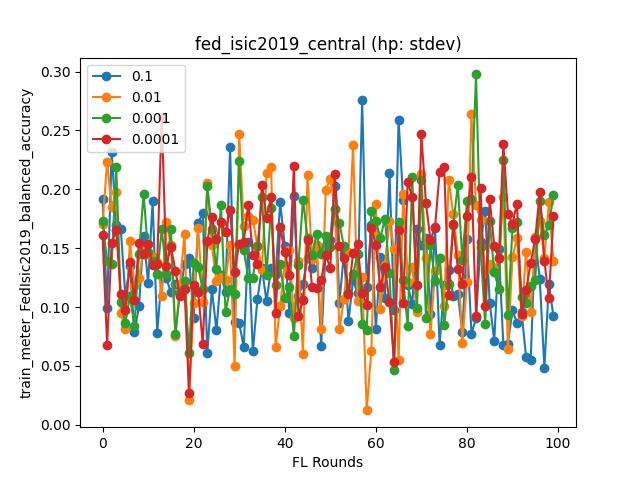 fed_isic2019_central (hp: stdev)
train_meter_FedIsic2019_balanced_accuracy
0.30
0.25
0.20
0.15
0.10
0.05
0.00
0.1
0.01
0.001
0.0001
0 20 40 60 80 100
FL Rounds